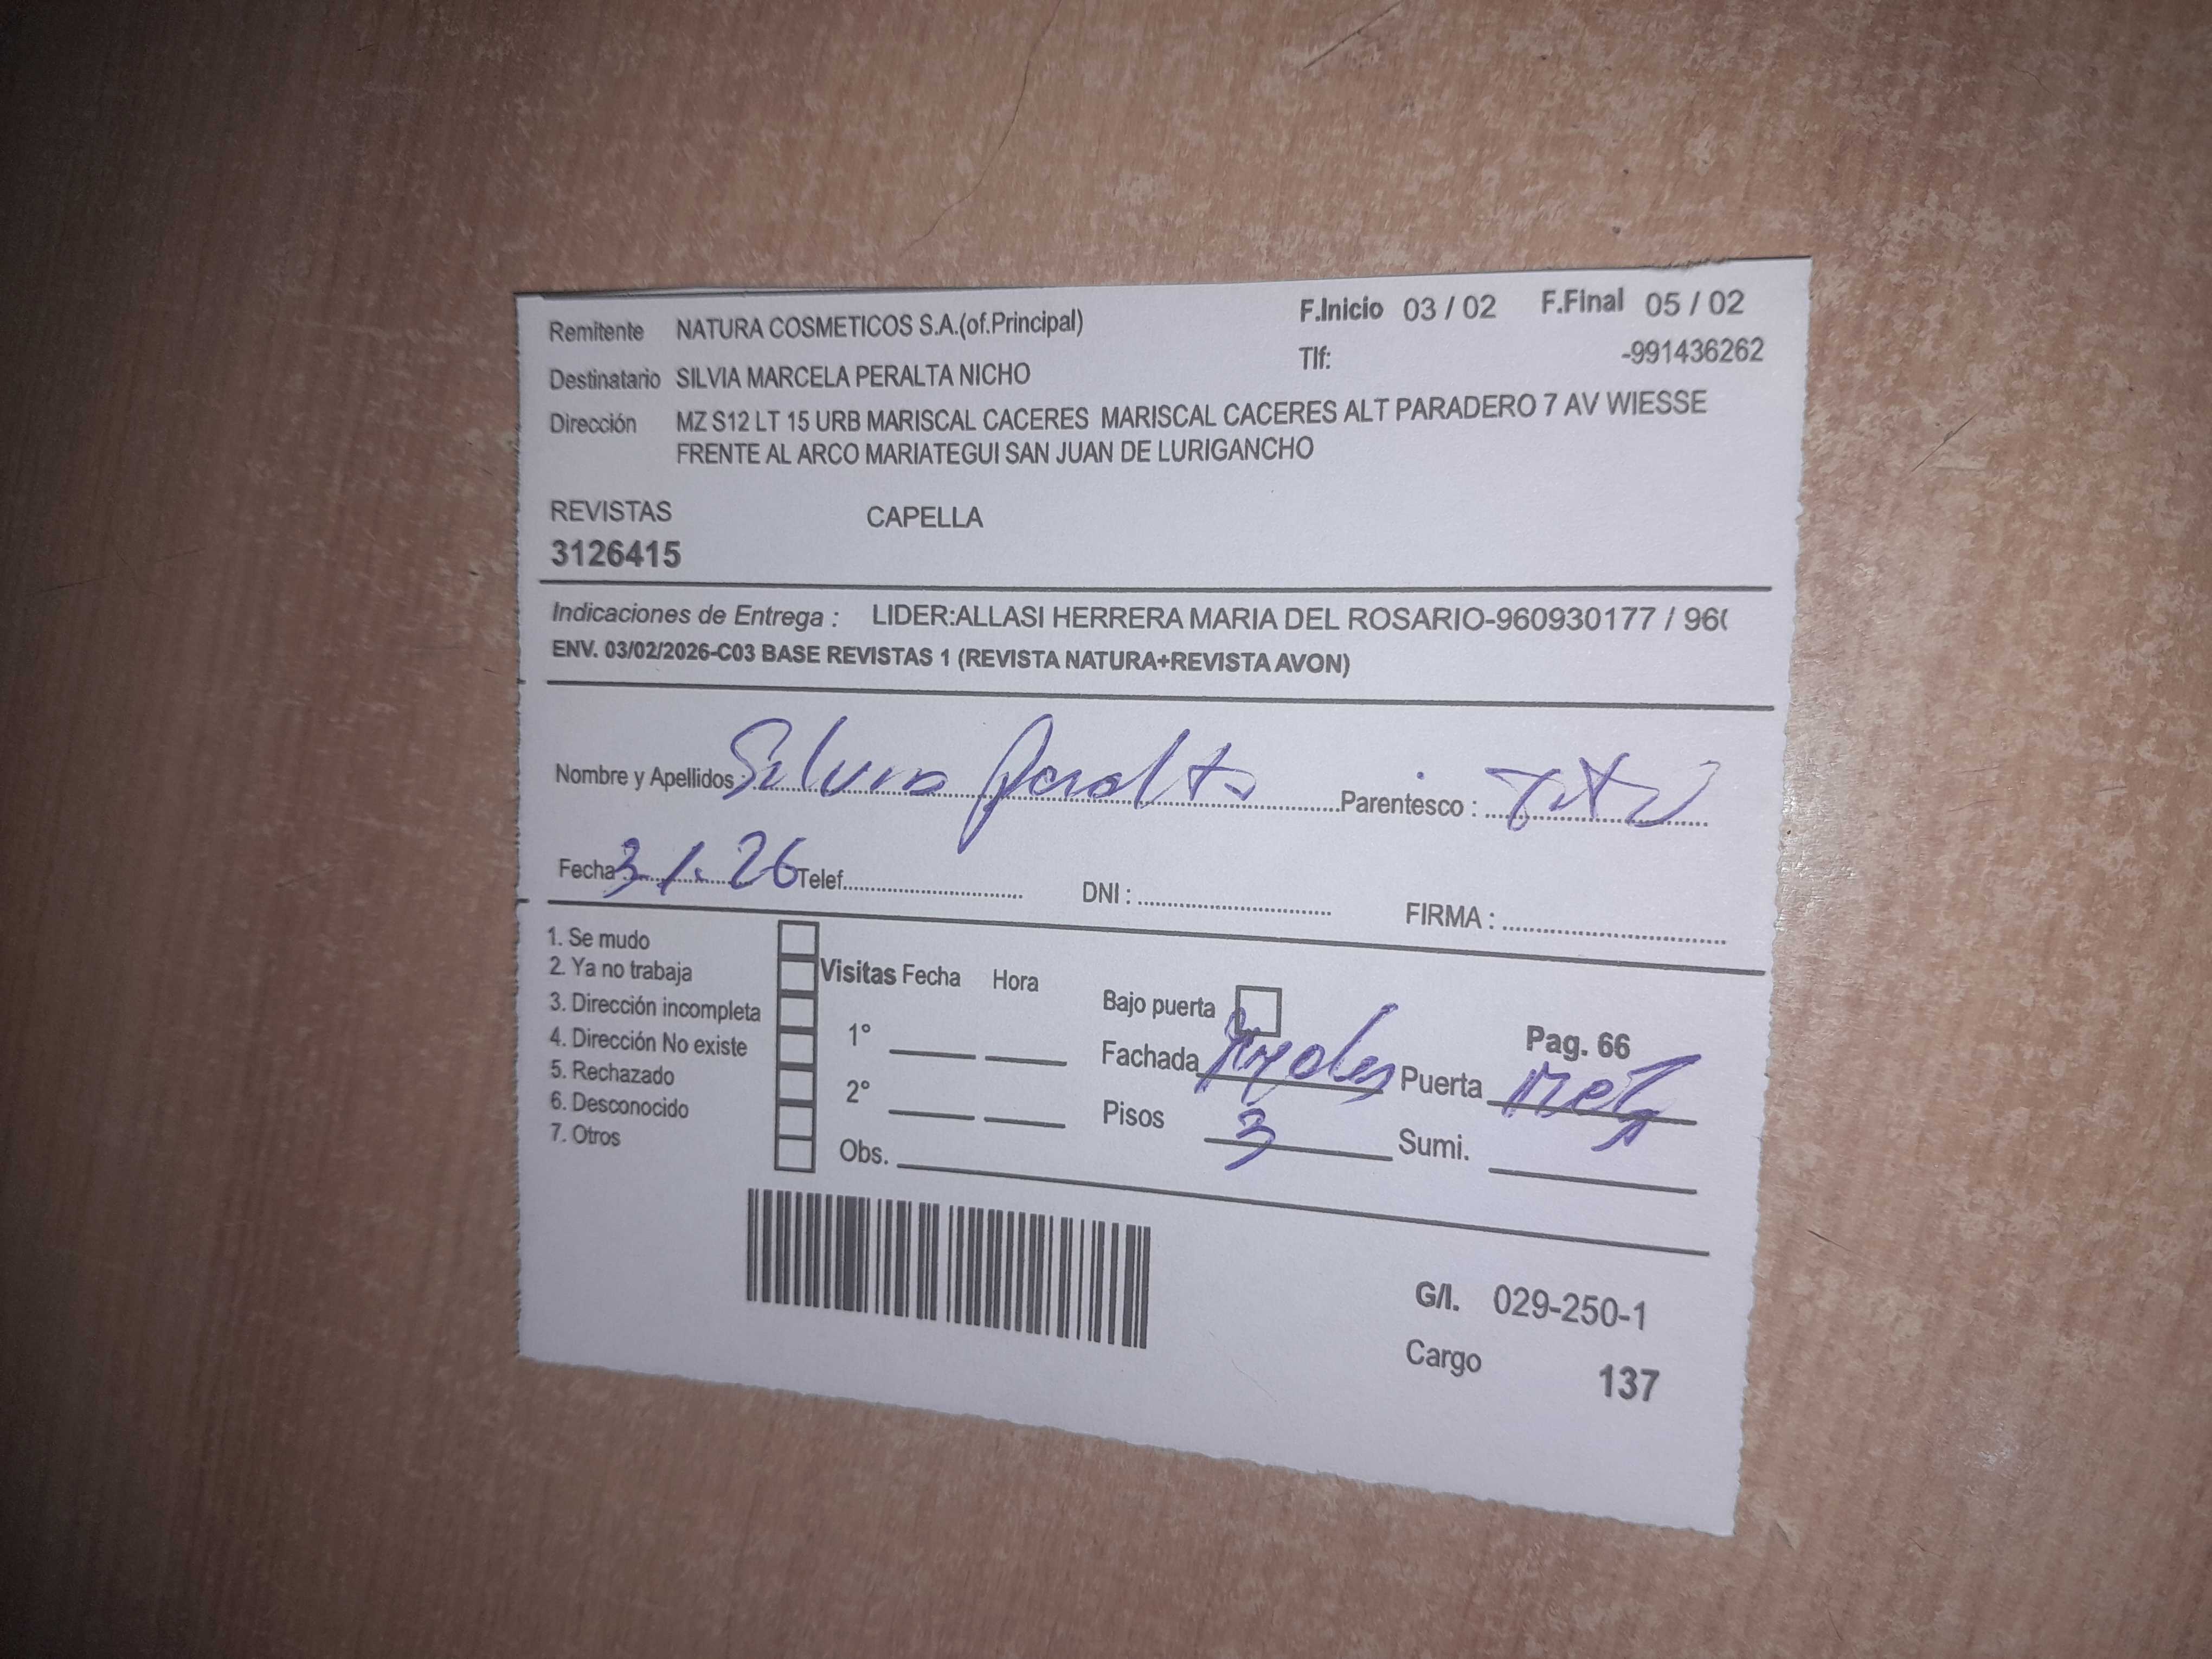 Remitente NATURA COSMETICOS S.A.(of.Principal) F.Inicio 03 / 02 F.Final 05 / 02
Destinatario SILVIA MARCELA PERALTA NICHO Tlf: -991436262
Dirección MZ S12 LT 15 URB MARISCAL CACERES MARISCAL CACERES ALT PARADERO 7 AV WIESSE
FRENTE AL ARCO MARIATEGUI SAN JUAN DE LURIGANCHO
REVISTAS CAPELLA
3126415
Indicaciones de Entrega : LIDER:ALLASI HERRERA MARIA DEL ROSARIO-960930177 / 96
ENV. 03/02/2026-C03 BASE REVISTAS 1 (REVISTA NATURA+REVISTA AVON)
Nombre y Apellidos: Silvia Peralta Parentesco :
Fecha: 3 / . 26 Telef. DNI : FIRMA :
1. Se mudo
2. Ya no trabaja Visitas Fecha Hora
3. Dirección incompleta Bajo puerta
4. Dirección No existe 1° Fachada Pag. 66
5. Rechazado Puerta
6. Desconocido 2° Pisos 3
7. Otros Obs. Sumi.
G/I. 029-250-1
Cargo 137